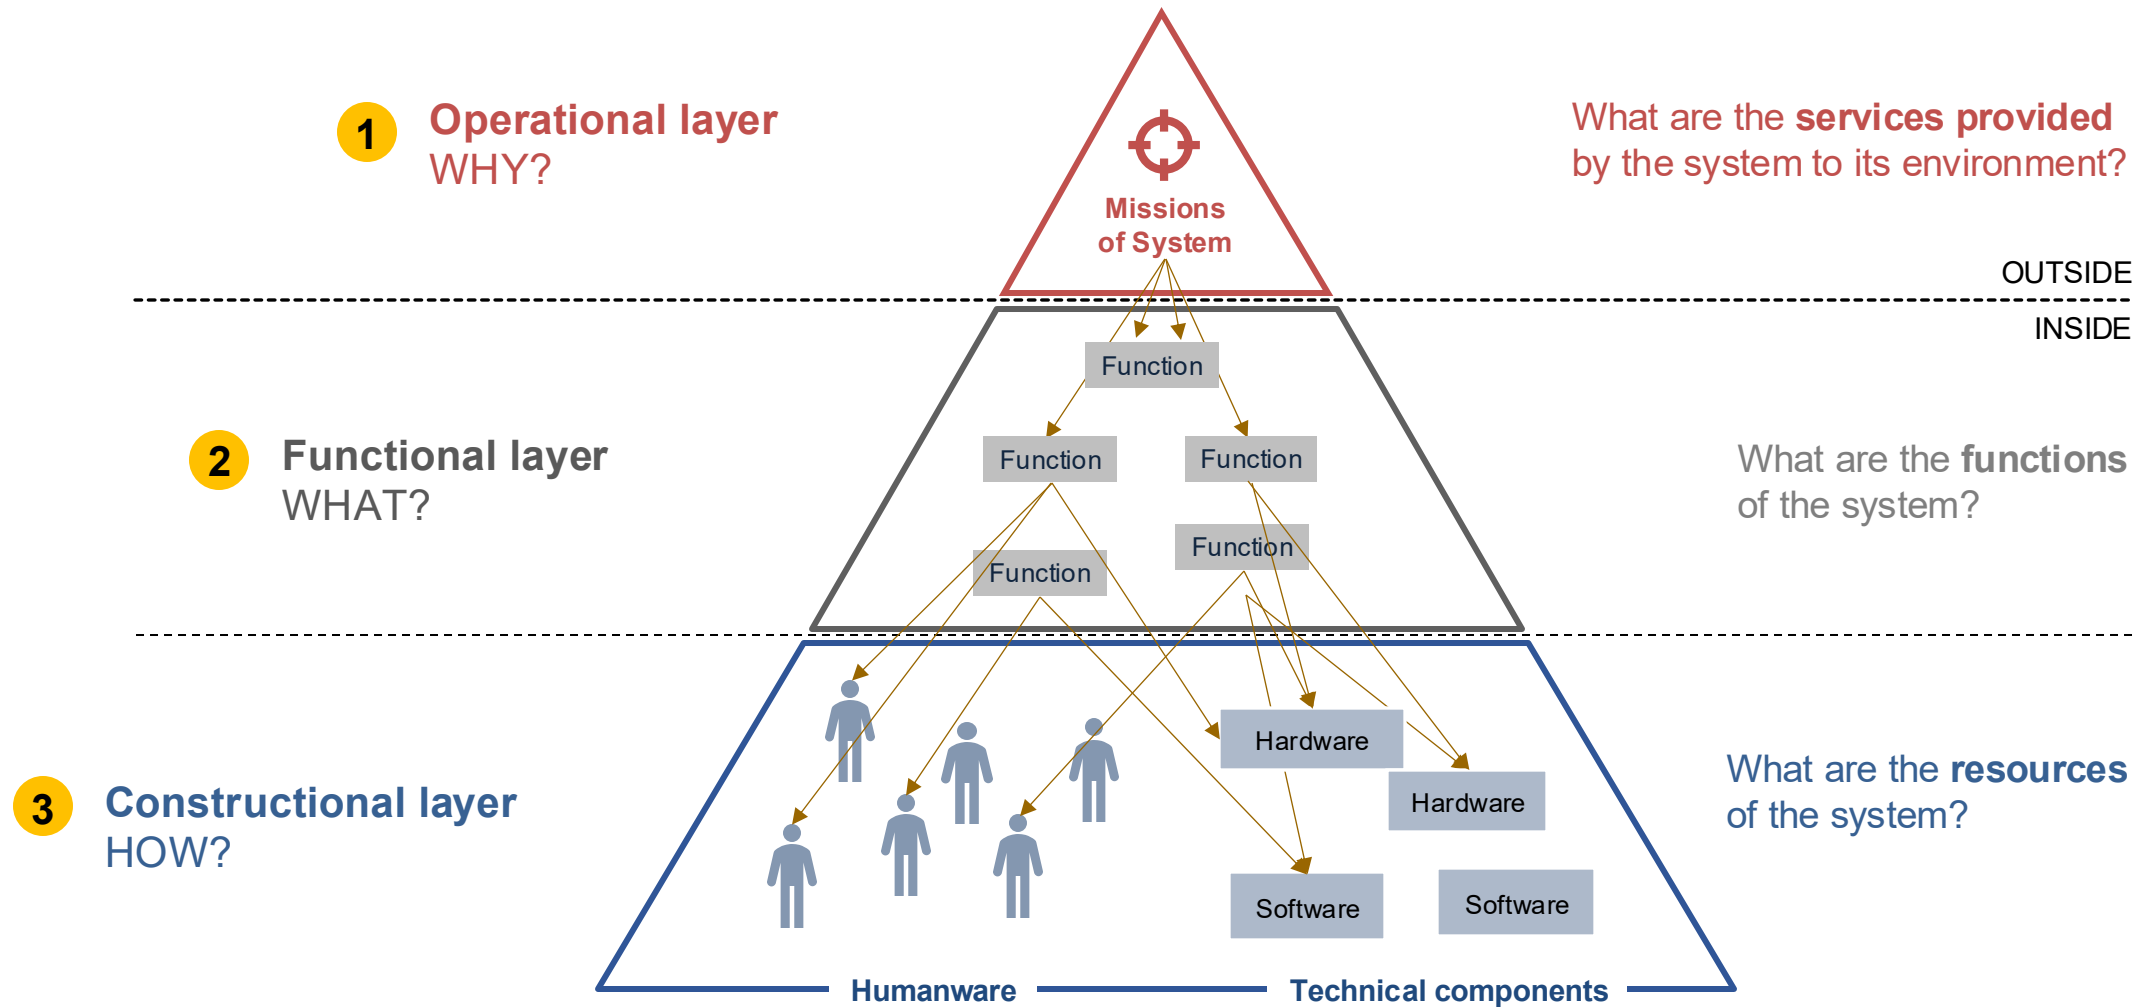 1
Operational layer
WHY?
Missions
of System
What are the services provided
by the system to its environment?
OUTSIDE
INSIDE
2
Functional layer
WHAT?
Function
Function
Function
Function
Function
What are the functions
of the system?
3
Constructional layer
HOW?
Hardware
Hardware
Software
Software
What are the resources
of the system?
Humanware
Technical components